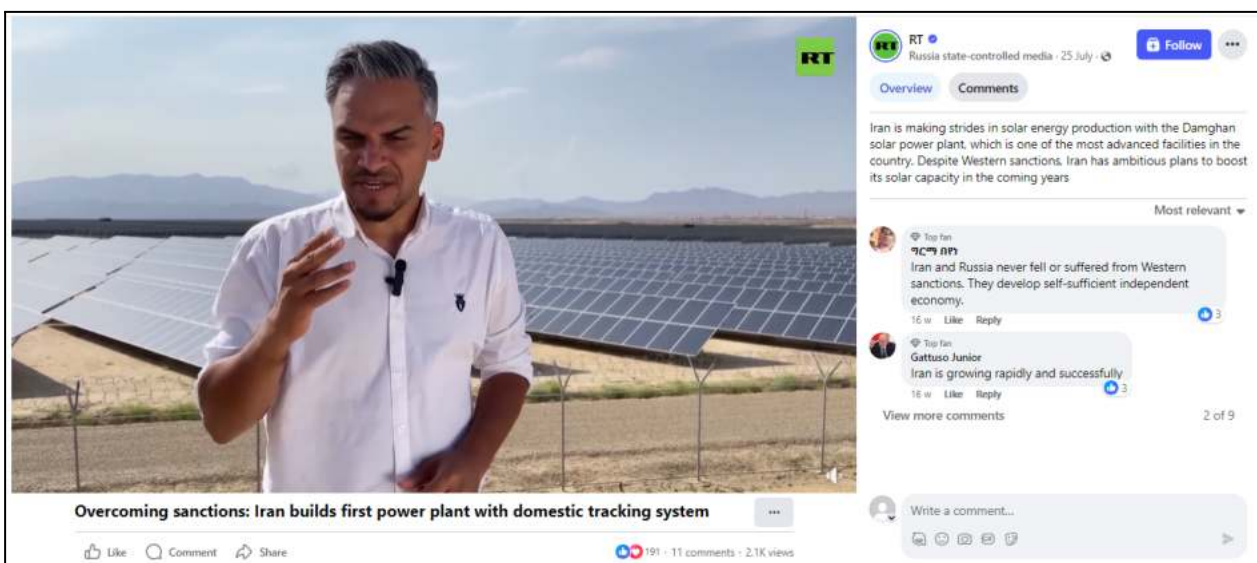 RT
Overcoming sanctions: Iran builds first power plant with domestic tracking system
Like Comment Share
191 · 11 comments · 2.1K views
RT
RT
Russia state-controlled media · 25 July ·
Follow
Overview Comments
Iran is making strides in solar energy production with the Damghan
solar power plant, which is one of the most advanced facilities in the
country. Despite Western sanctions, Iran has ambitious plans to boost
its solar capacity in the coming years
Most relevant
Top fan
ግርማ በየነ
Iran and Russia never fell or suffered from Western
sanctions. They develop self-sufficient independent
economy.
16 w Like Reply
3
Top fan
Gattuso Junior
Iran is growing rapidly and successfully
16 w Like Reply
3
View more comments
2 of 9
Write a comment...